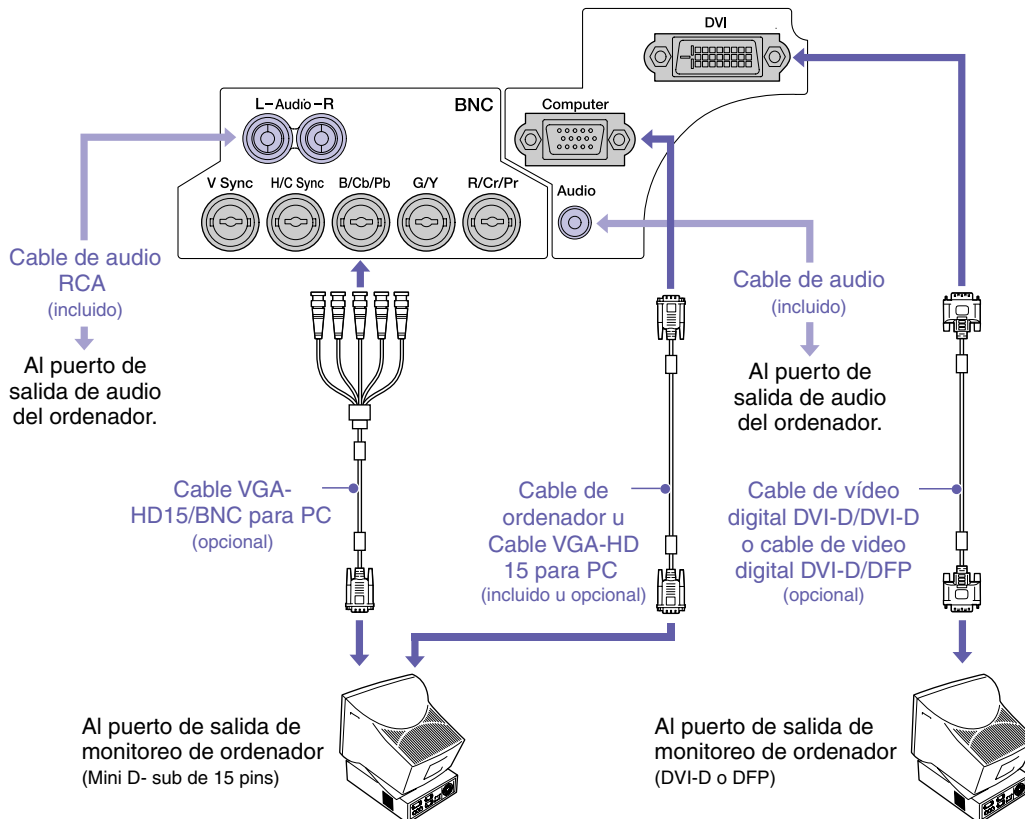 DVI
L-Audio-R
BNC
Computer
V Sync
H/C Sync
B/Cb/Pb
G/Y
R/Cr/Pr
Audio
Cable de audio
RCA
(incluido)
Al puerto de
salida de audio
del ordenador.
Cable de audio
(incluido)
Al puerto de
salida de audio
del ordenador.
Cable VGA-
HD15/BNC para PC
(opcional)
Cable de
ordenador u
Cable VGA-HD
15 para PC
(incluido u opcional)
Cable de vídeo
digital DVI-D/DVI-D
o cable de video
digital DVI-D/DFP
(opcional)
Al puerto de salida de
monitoreo de ordenador
(Mini D- sub de 15 pins)
Al puerto de salida de
monitoreo de ordenador
(DVI-D o DFP)